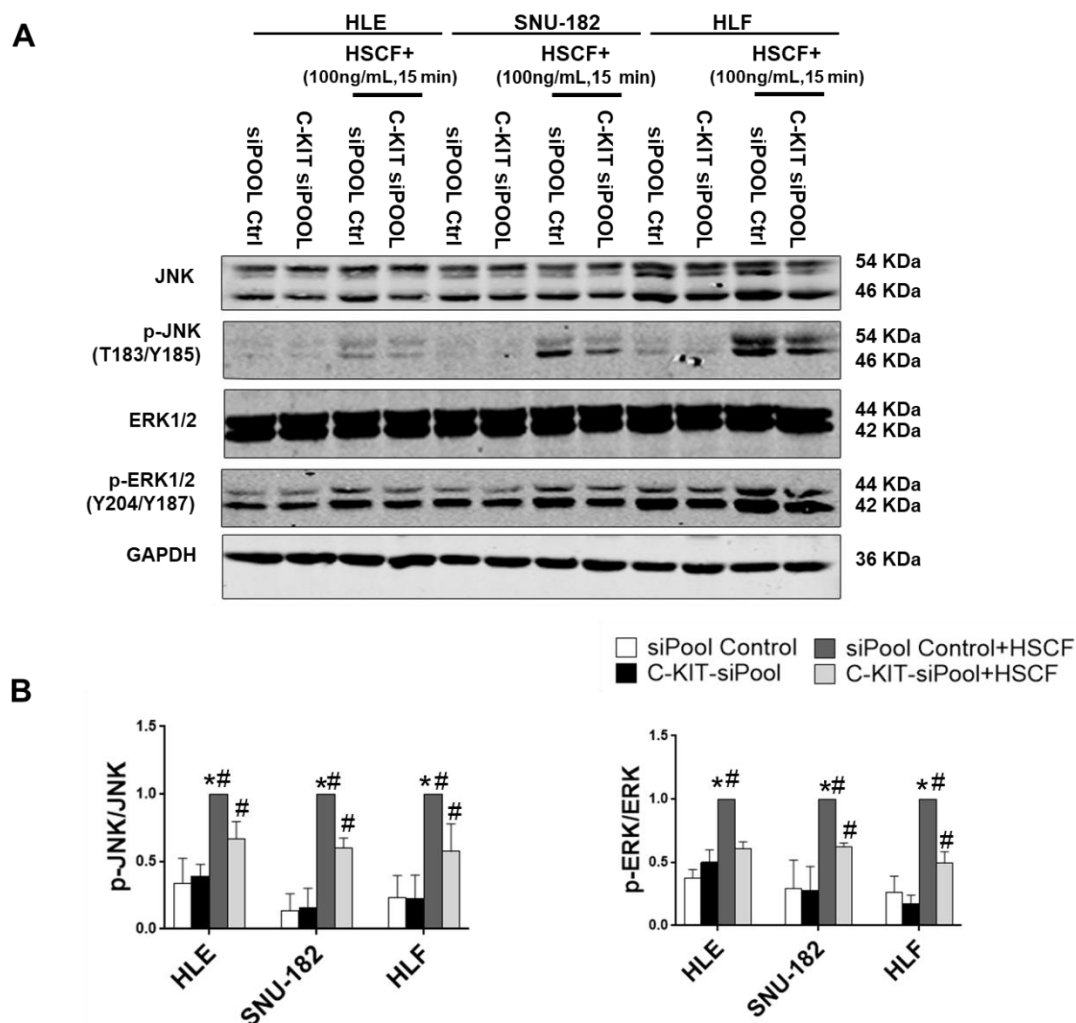 A
HLE SNU-182 HLF
HSCF+ HSCF+ HSCF+
(100ng/mL,15 min) (100ng/mL,15 min) (100ng/mL,15 min)
siPOOL Ctrl
C-KIT siPOOL
siPOOL Ctrl
C-KIT siPOOL
siPOOL Ctrl
C-KIT siPOOL
siPOOL Ctrl
C-KIT siPOOL
siPOOL Ctrl
C-KIT siPOOL
siPOOL Ctrl
C-KIT siPOOL
JNK
54 KDa
46 KDa
p-JNK
(T183/Y185)
54 KDa
46 KDa
ERK1/2
44 KDa
42 KDa
p-ERK1/2
(Y204/Y187)
44 KDa
42 KDa
GAPDH
36 KDa
siPool Control siPool Control+HSCF
C-KIT-siPool C-KIT-siPool+HSCF
B
p-JNK/JNK
1.5
1.0
0.5
0.0
*# *# *#
# # #
HLE SNU-182 HLF
p-ERK/ERK
1.5
1.0
0.5
0.0
*# *# *#
# #
HLE SNU-182 HLF